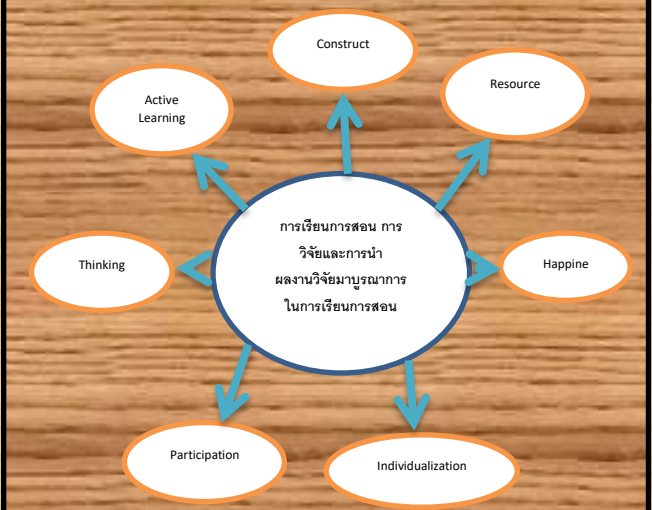 Construct
Resource
Active
Learning
การเรียนการสอน การ
วิจัยและการนำ
ผลงานวิจัยมาบูรณาการ
ในการเรียนการสอน
Thinking
Happine
Participation
Individualization